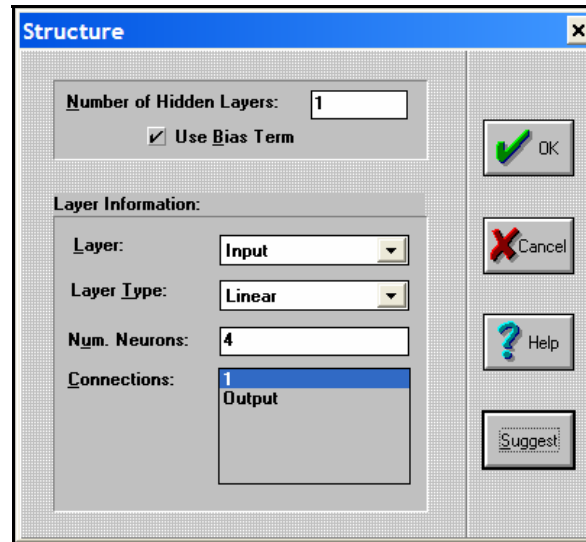 Structure
Number of Hidden Layers: 1
Use Bias Term
OK
Layer Information:
Layer: Input
Cancel
Layer Type: Linear
Num. Neurons: 4
Help
Connections: 1
Output
Suggest